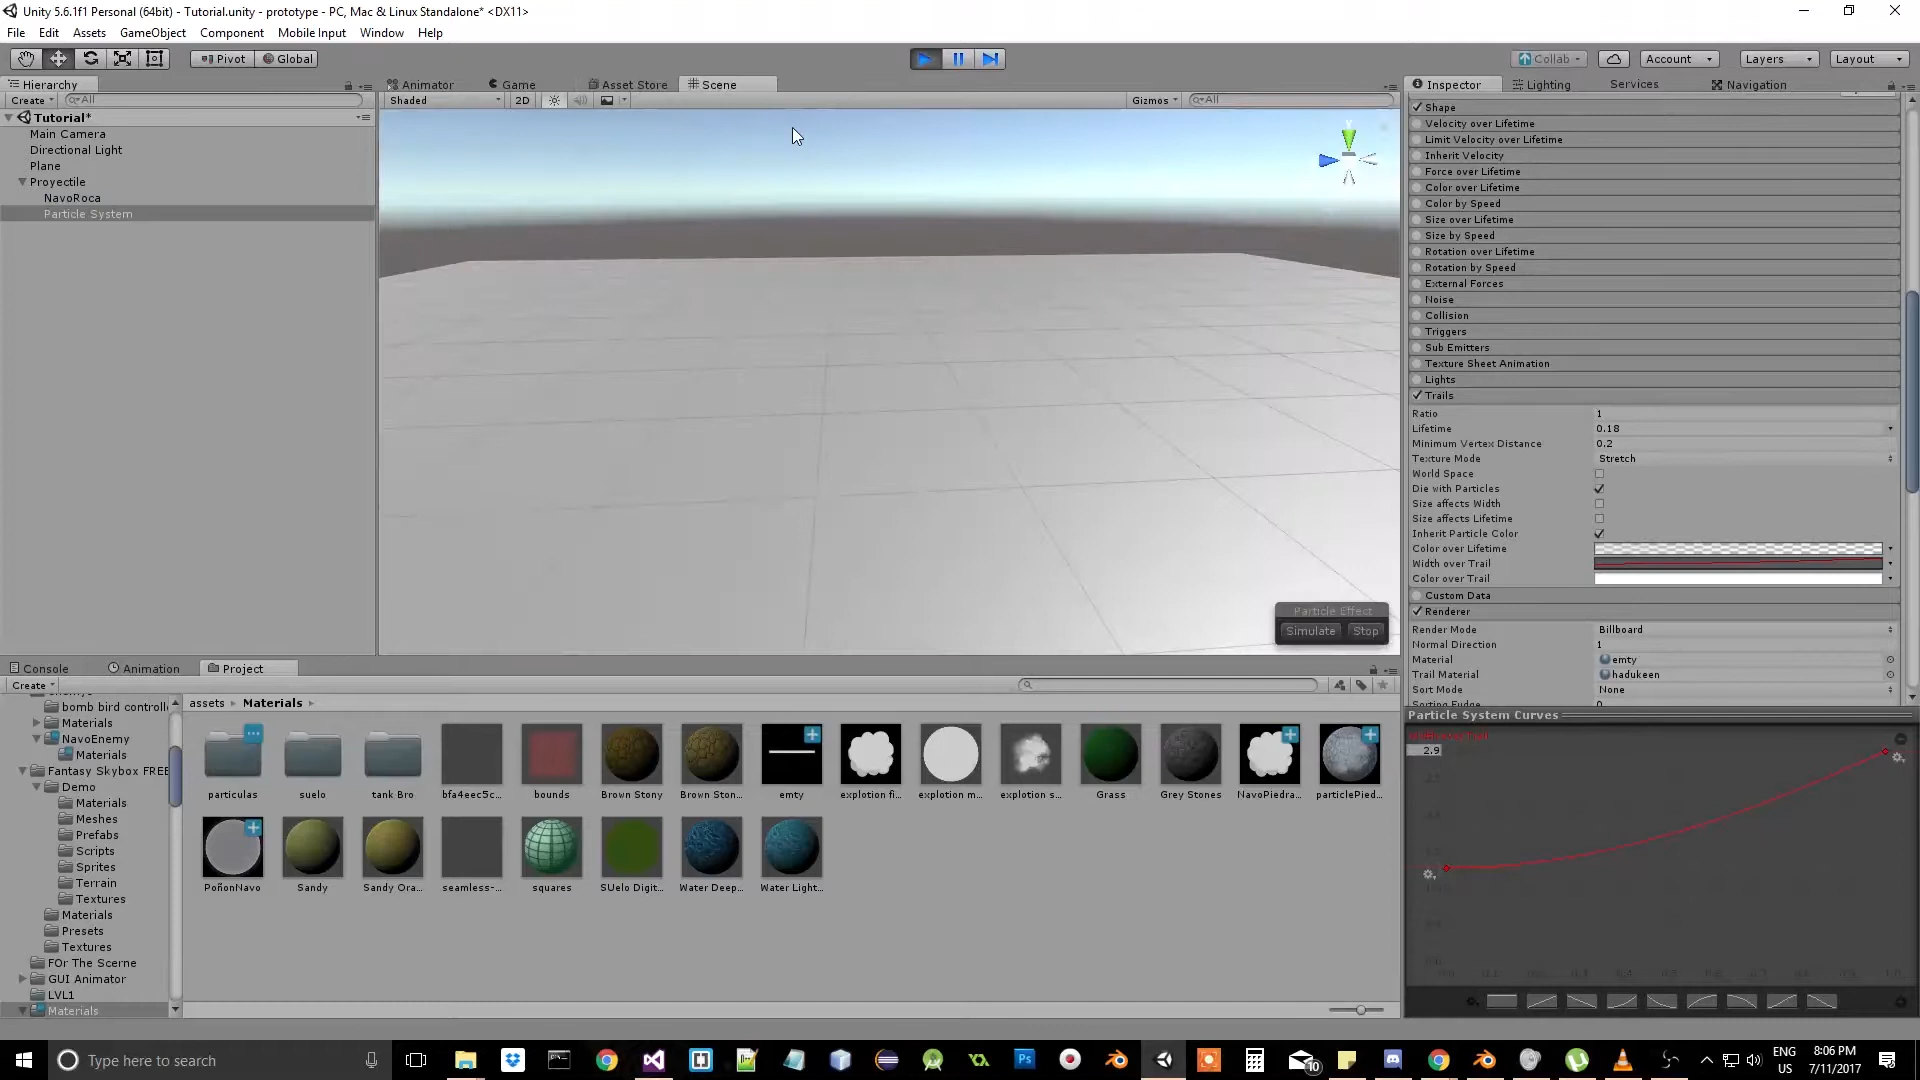 Unity 5.6.1f1 Personal (64bit) - Tutorial.unity - prototype - PC, Mac & Linux Standalone* <DX11>
File Edit Assets GameObject Component Mobile Input Window Help
Pivot Global Collab Account Layers Layout
Hierarchy Animator Game Asset Store Scene Inspector Lighting Services Navigation
Create All Shaded 2D Gizmos All
Tutorial*
Main Camera
Directional Light
Plane
Proyectile
NavoRoca
Particle System
Particle Effect
Simulate Stop
Shape
Velocity over Lifetime
Limit Velocity over Lifetime
Inherit Velocity
Force over Lifetime
Color over Lifetime
Color by Speed
Size over Lifetime
Size by Speed
Rotation over Lifetime
Rotation by Speed
External Forces
Noise
Collision
Triggers
Sub Emitters
Texture Sheet Animation
Lights
Trails
Ratio 1
Lifetime 0.18
Minimum Vertex Distance 0.2
Texture Mode Stretch
World Space
Die with Particles
Size affects Width
Size affects Lifetime
Inherit Particle Color
Color over Lifetime
Width over Trail
Color over Trail
Custom Data
Renderer
Render Mode Billboard
Normal Direction 1
Material emty
Trail Material hadukeen
Sort Mode None
Particle System Curves
2.9
Console Animation Project
Create
bomb bird controll
Materials
NavoEnemy
Materials
Fantasy Skybox FREE
Demo
Materials
Meshes
Prefabs
Scripts
Sprites
Terrain
Textures
Materials
Presets
Textures
FOr The Scerne
GUI Animator
LVL1
Materials
assets Materials
particulas suelo tank Bro bfa4eec5c... bounds Brown Stony Brown Ston... emty explotion fi... explotion m... explotion s... Grass Grey Stones NavoPiedra... particlePied...
PoñonNavo Sandy Sandy Ora... seamless-... squares SUelo Digit... Water Deep... Water Light...
Type here to search
10
ENG
US
8:06 PM
7/11/2017